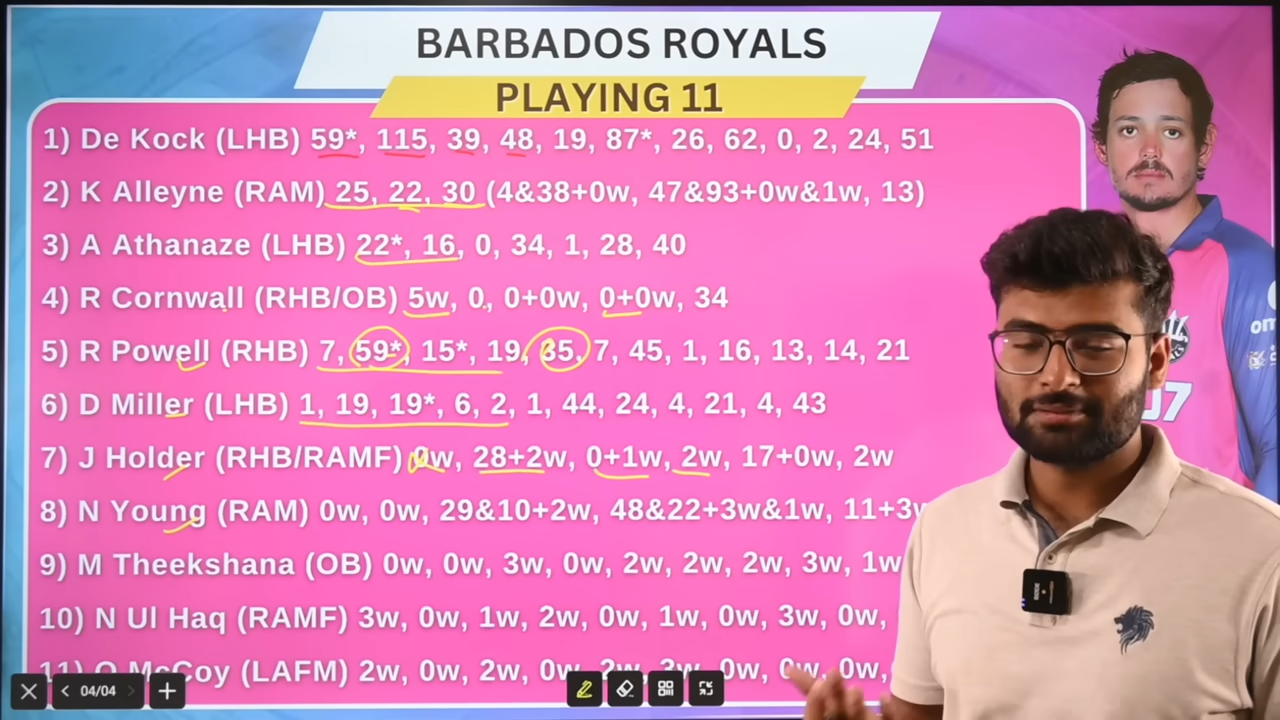 BARBADOS ROYALS
PLAYING 11
1) De Kock (LHB) 59*, 115, 39, 48, 19, 87*, 26, 62, 0, 2, 24, 51
2) K Alleyne (RAM) 25, 22, 30 (4&38+0w, 47&93+0w&1w, 13)
3) A Athanaze (LHB) 22*, 16, 0, 34, 1, 28, 40
4) R Cornwall (RHB/OB) 5w, 0, 0+0w, 0+0w, 34
5) R Powell (RHB) 7, 59*, 15*, 19, 35, 7, 45, 1, 16, 13, 14, 21
6) D Miller (LHB) 1, 19, 19*, 6, 2, 1, 44, 24, 4, 21, 4, 43
7) J Holder (RHB/RAMF) 0w, 28+2w, 0+1w, 2w, 17+0w, 2w
8) N Young (RAM) 0w, 0w, 29&10+2w, 48&22+3w&1w, 11+3w
9) M Theekshana (OB) 0w, 0w, 3w, 0w, 2w, 2w, 2w, 3w, 1w
10) N Ul Haq (RAMF) 3w, 0w, 1w, 2w, 0w, 1w, 0w, 3w, 0w,
11) O McCoy (LAFM) 2w, 0w, 2w, 0w, 2w, 3w, 0w, 0w, 0w,
04/04
07